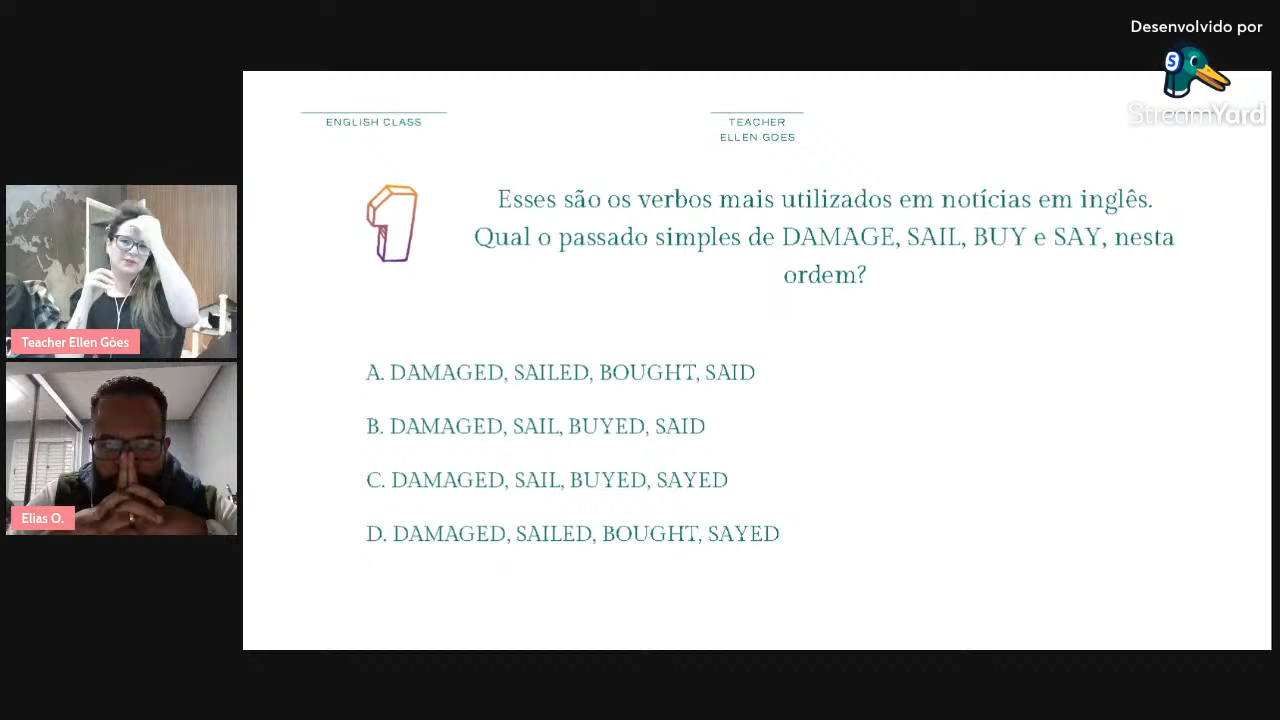 Desenvolvido por
S
StreamYard
ENGLISH CLASS
TEACHER
ELLEN GOES
1
Esses são os verbos mais utilizados em notícias em inglês.
Qual o passado simples de DAMAGE, SAIL, BUY e SAY, nesta
ordem?
A. DAMAGED, SAILED, BOUGHT, SAID
B. DAMAGED, SAIL, BUYED, SAID
C. DAMAGED, SAIL, BUYED, SAYED
D. DAMAGED, SAILED, BOUGHT, SAYED
Teacher Ellen Góes
Elias O.